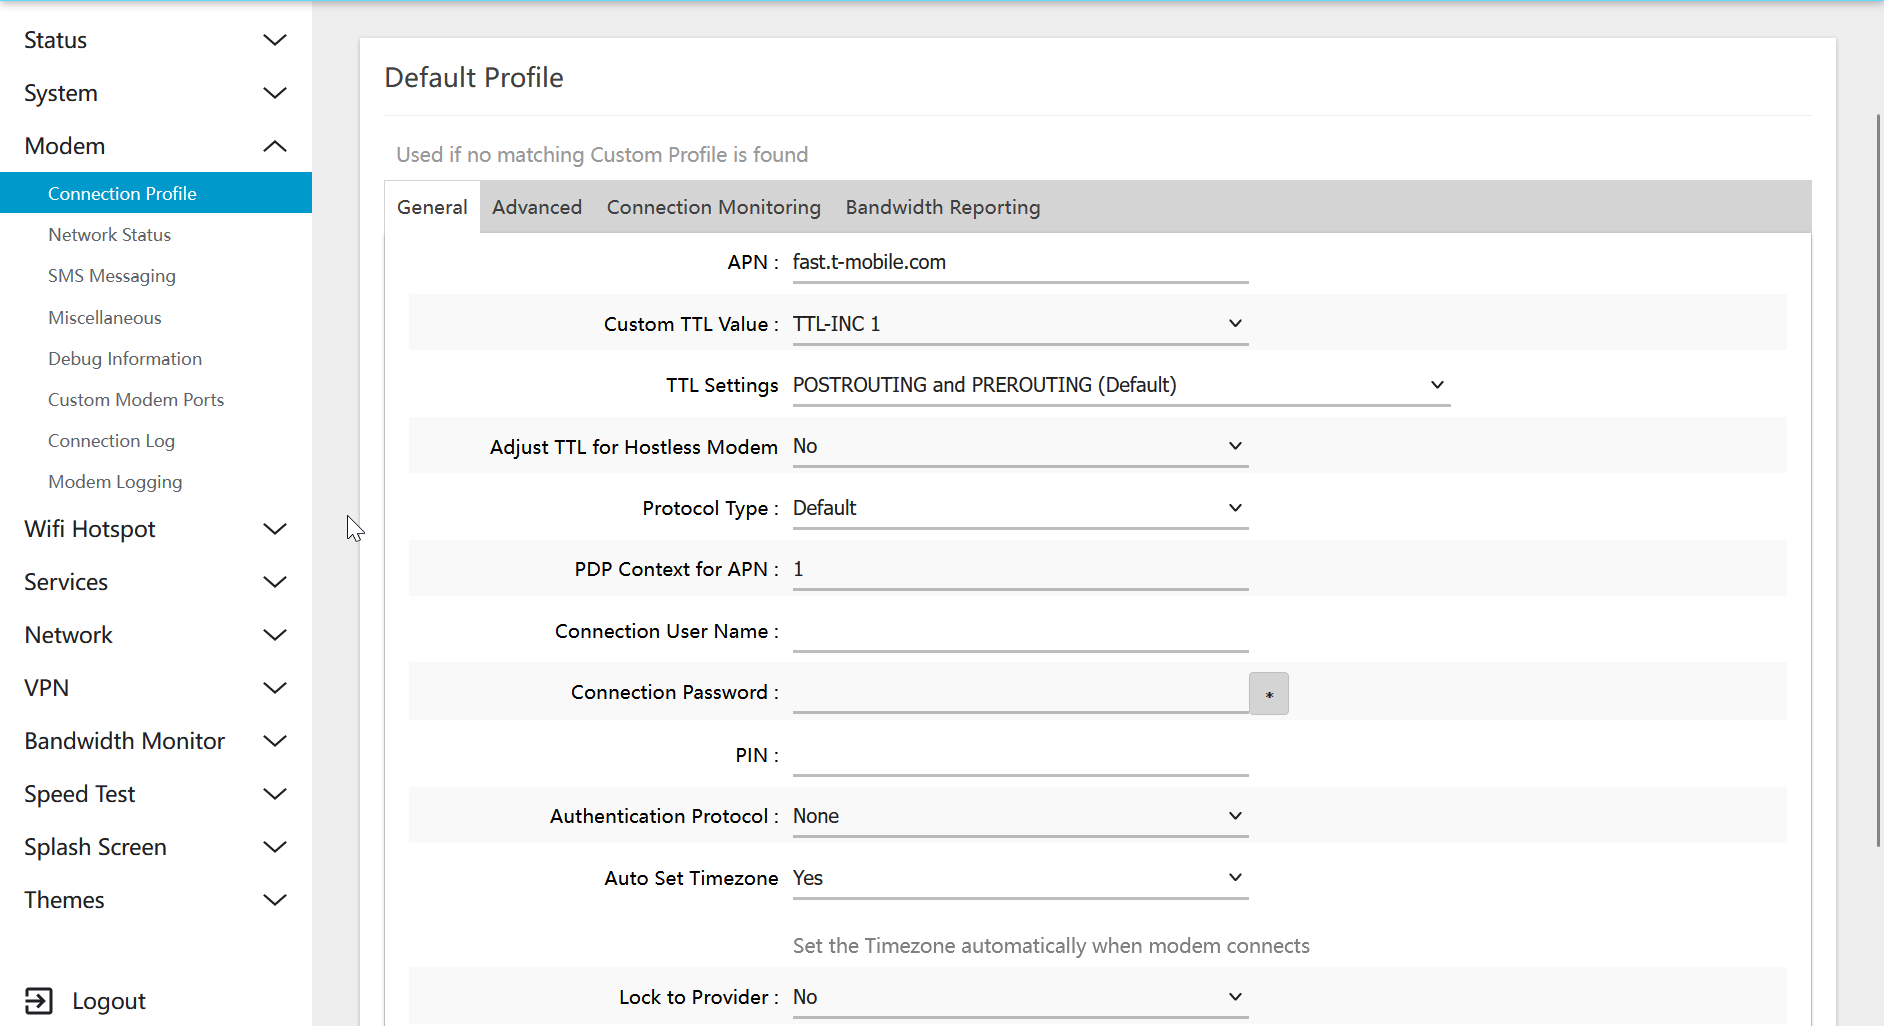 Status
System
Modem
Connection Profile
Network Status
SMS Messaging
Miscellaneous
Debug Information
Custom Modem Ports
Connection Log
Modem Logging
Wifi Hotspot
Services
Network
VPN
Bandwidth Monitor
Speed Test
Splash Screen
Themes
Logout
Default Profile
Used if no matching Custom Profile is found
General Advanced Connection Monitoring Bandwidth Reporting
APN : fast.t-mobile.com
Custom TTL Value : TTL-INC 1
TTL Settings POSTROUTING and PREROUTING (Default)
Adjust TTL for Hostless Modem No
Protocol Type : Default
PDP Context for APN : 1
Connection User Name :
Connection Password : *
PIN :
Authentication Protocol : None
Auto Set Timezone Yes
Set the Timezone automatically when modem connects
Lock to Provider : No